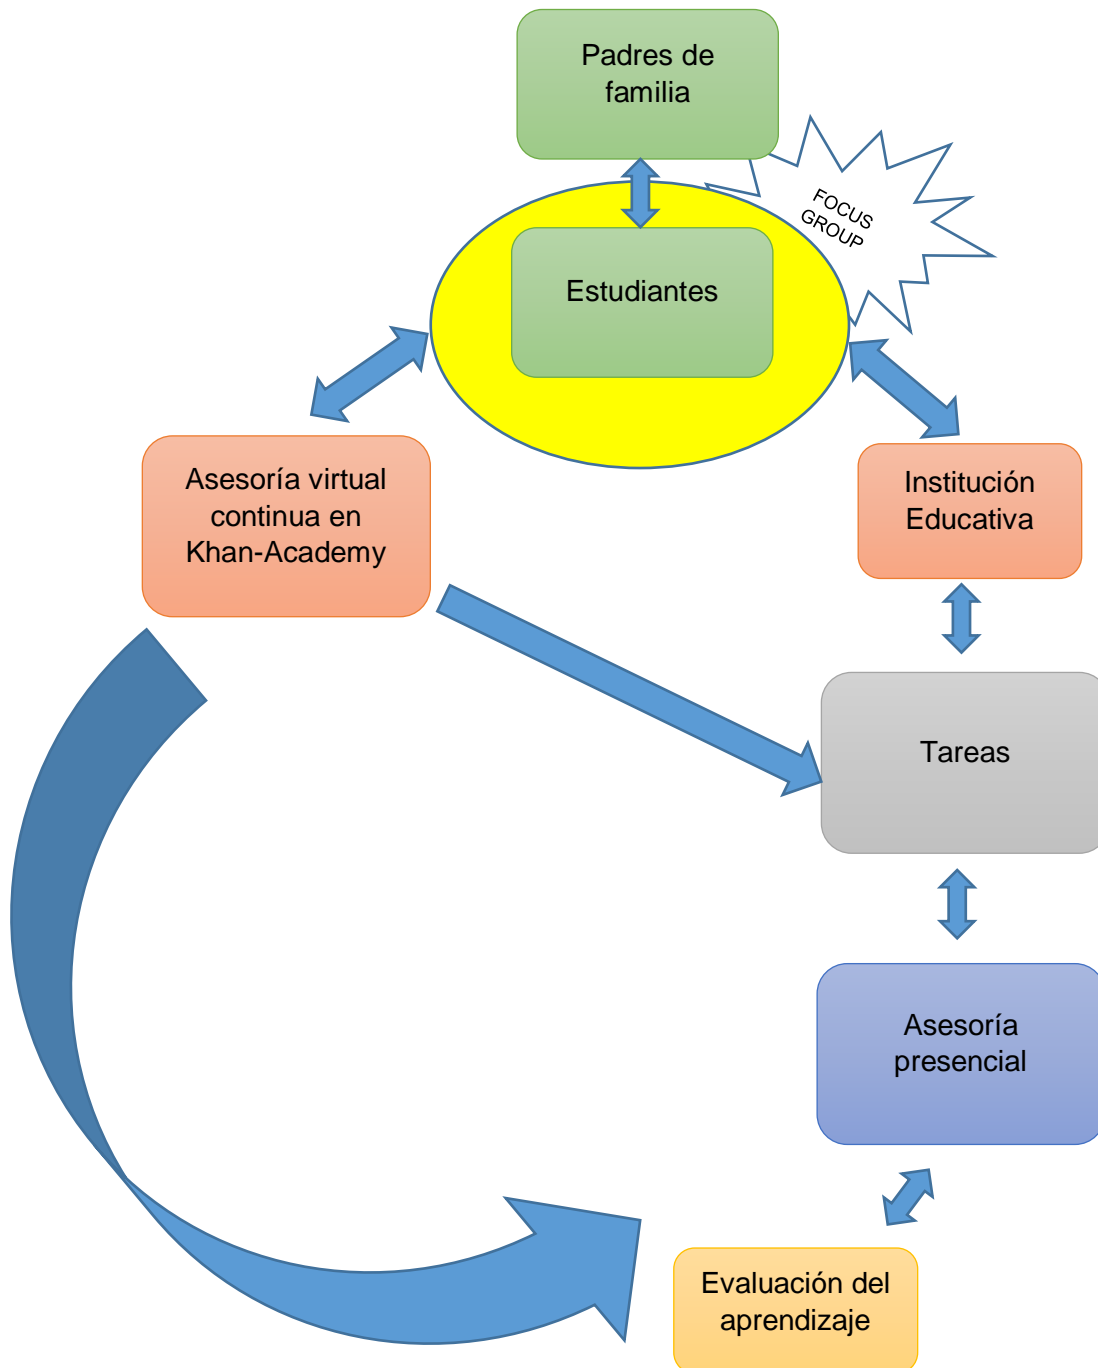 Padres de
familia
FOCUS
GROUP
Estudiantes
Asesoría virtual
continua en
Khan-Academy
Institución
Educativa
Tareas
Asesoría
presencial
Evaluación del
aprendizaje